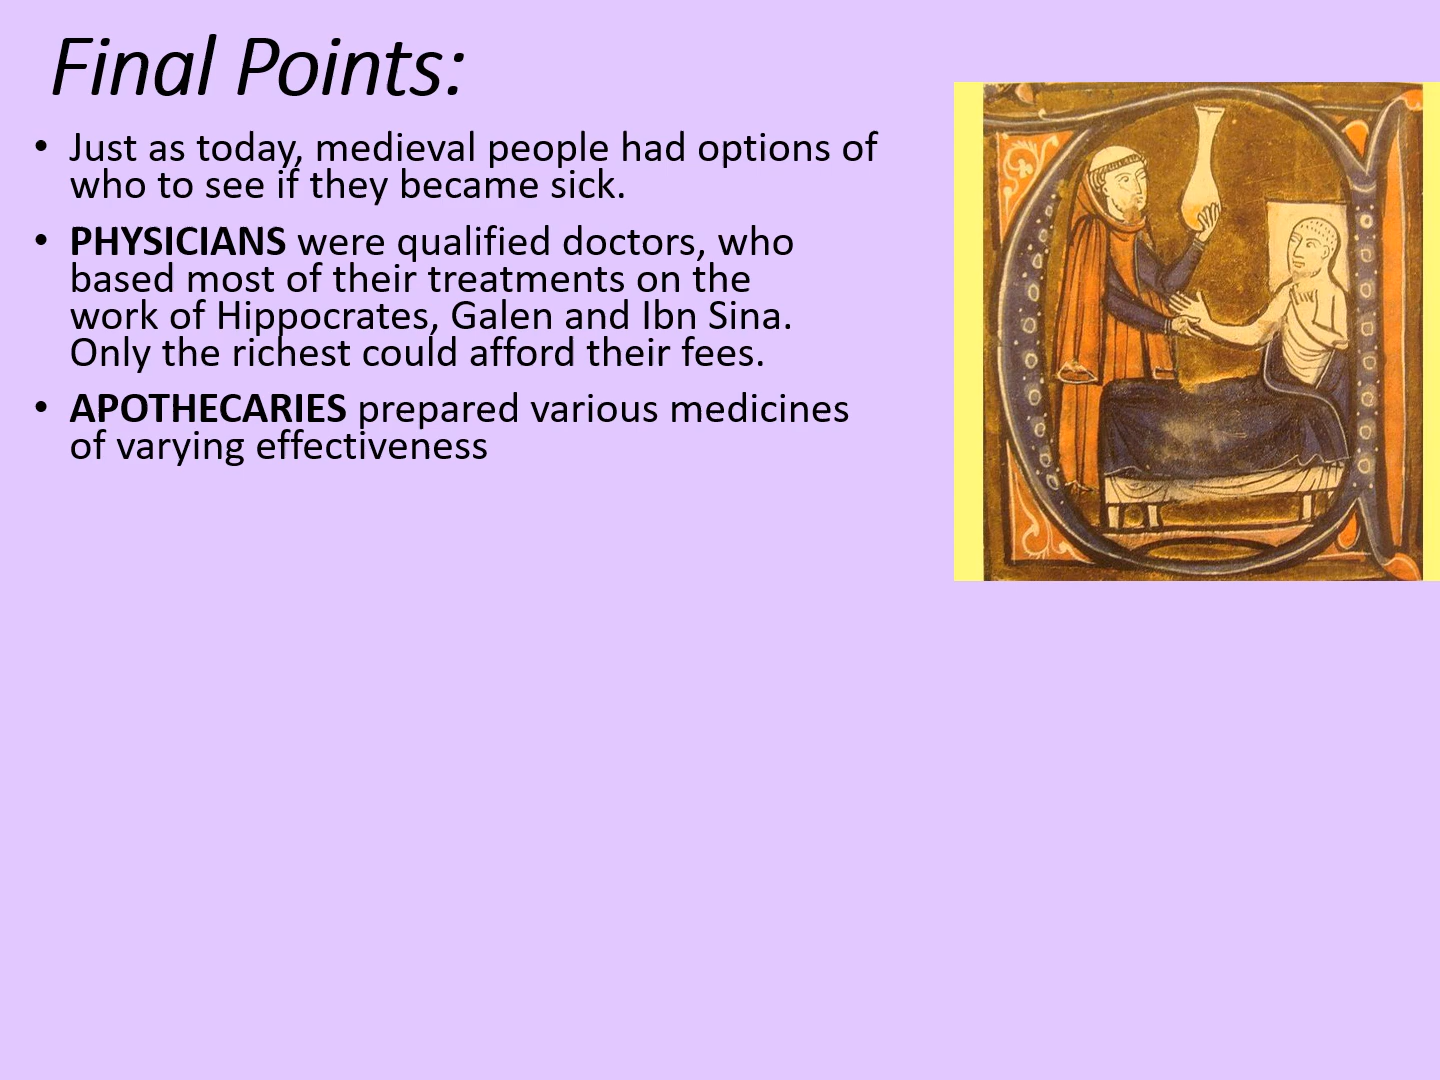 Final Points:
• Just as today, medieval people had options of
who to see if they became sick.
• PHYSICIANS were qualified doctors, who
based most of their treatments on the
work of Hippocrates, Galen and Ibn Sina.
Only the richest could afford their fees.
• APOTHECARIES prepared various medicines
of varying effectiveness